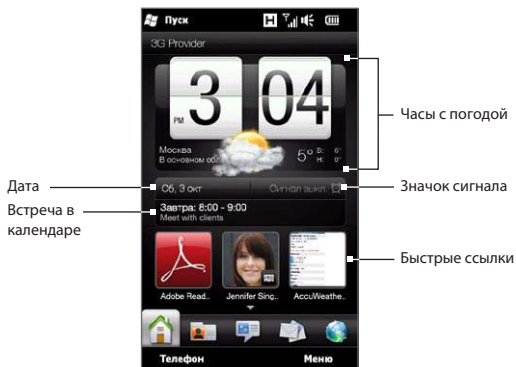 Пуск
H
3G Provider
3 04
PM
Москва
В основном обл
5° В: 6°
Н: 0°
Часы с погодой
Дата
Сб, 3 окт
Сигнал выкл.
Значок сигнала
Встреча в
календаре
Завтра: 8:00 - 9:00
Meet with clients
Быстрые ссылки
Adobe Read..
Jennifer Sing..
AccuWeathe..
Телефон
Меню